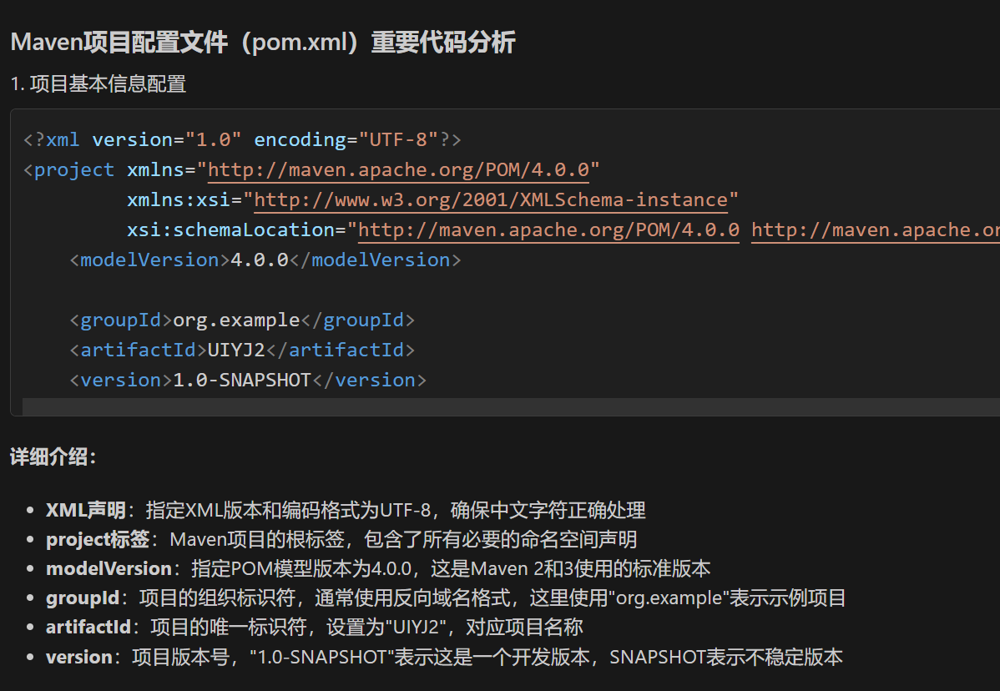 Maven项目配置文件（pom.xml）重要代码分析
1. 项目基本信息配置
<?xml version="1.0" encoding="UTF-8"?>
<project xmlns="http://maven.apache.org/POM/4.0.0"
xmlns:xsi="http://www.w3.org/2001/XMLSchema-instance"
xsi:schemaLocation="http://maven.apache.org/POM/4.0.0 http://maven.apache.or
<modelVersion>4.0.0</modelVersion>
<groupId>org.example</groupId>
<artifactId>UIYJ2</artifactId>
<version>1.0-SNAPSHOT</version>
详细介绍：
• XML声明：指定XML版本和编码格式为UTF-8，确保中文字符正确处理
• project标签：Maven项目的根标签，包含了所有必要的命名空间声明
• modelVersion：指定POM模型版本为4.0.0，这是Maven 2和3使用的标准版本
• groupId：项目的组织标识符，通常使用反向域名格式，这里使用"org.example"表示示例项目
• artifactId：项目的唯一标识符，设置为"UIYJ2"，对应项目名称
• version：项目版本号，"1.0-SNAPSHOT"表示这是一个开发版本，SNAPSHOT表示不稳定版本